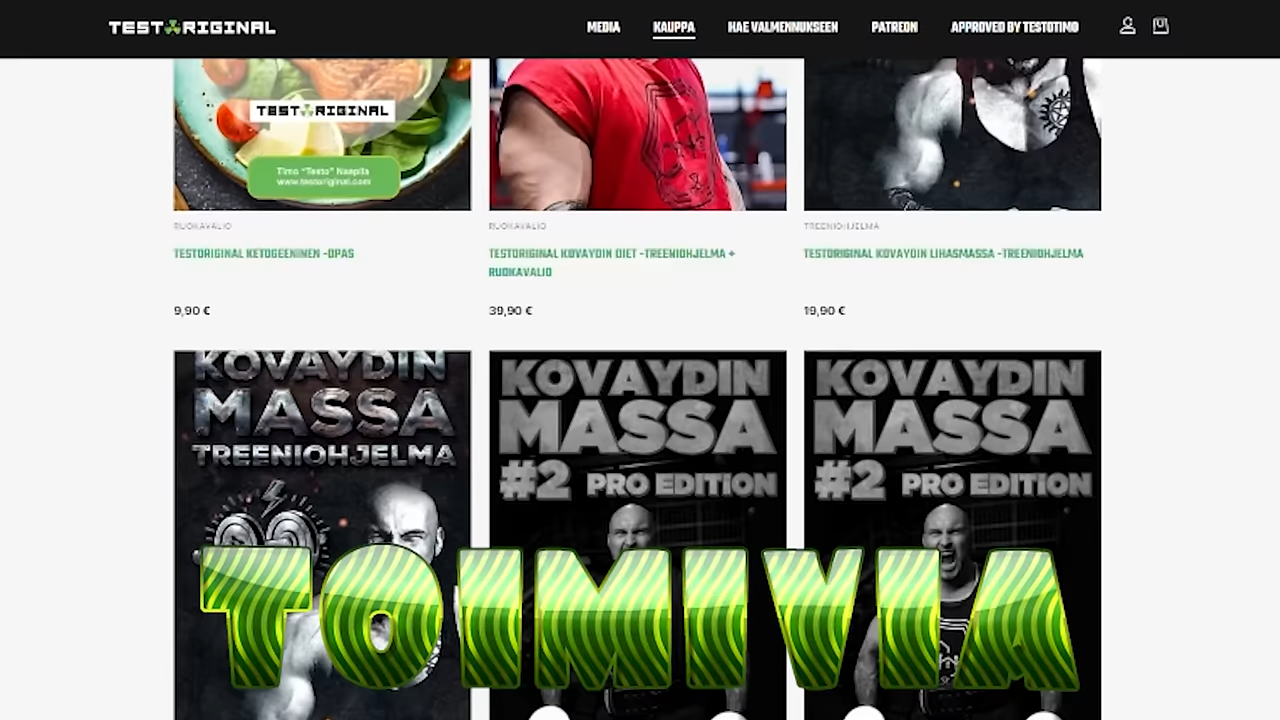 TESTORIGINAL
MEDIA
KAUPPA
HAE VALMENNUKSEEN
PATREON
APPROVED BY TESTOTIMO
TESTORIGINAL
Timo "Testo" Naapila
www.testoriginal.com
RUOKAVALIO
TESTORIGINAL KETOGEENINEN -OPAS
9,90 €
RUOKAVALIO
TESTORIGINAL KOVAYDIN DIET -TREENIOHJELMA +
RUOKAVALIO
39,90 €
TREENIOHJELMA
TESTORIGINAL KOVAYDIN LIHASMASSA -TREENIOHJELMA
19,90 €
KOVAYDIN
MASSA
TREENIOHJELMA
KOVAYDIN
MASSA
#2 PRO EDITION
KOVAYDIN
MASSA
#2 PRO EDITION
TOIMIVIA